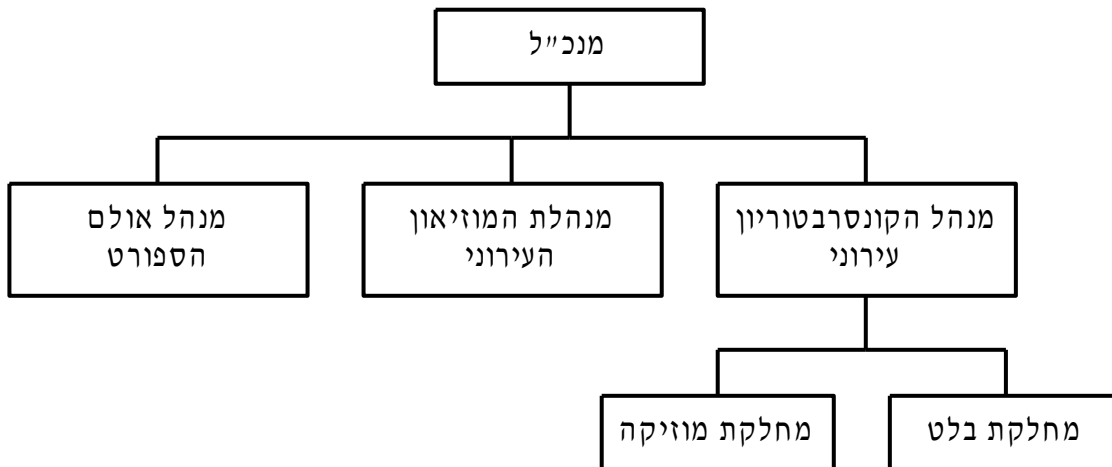 מנכ״ל
מנהל הקונסרבטוריון
עירוני
מנהלת המוזיאון
העירוני
מנהל אולם
הספורט
מחלקת בלט
מחלקת מוזיקה